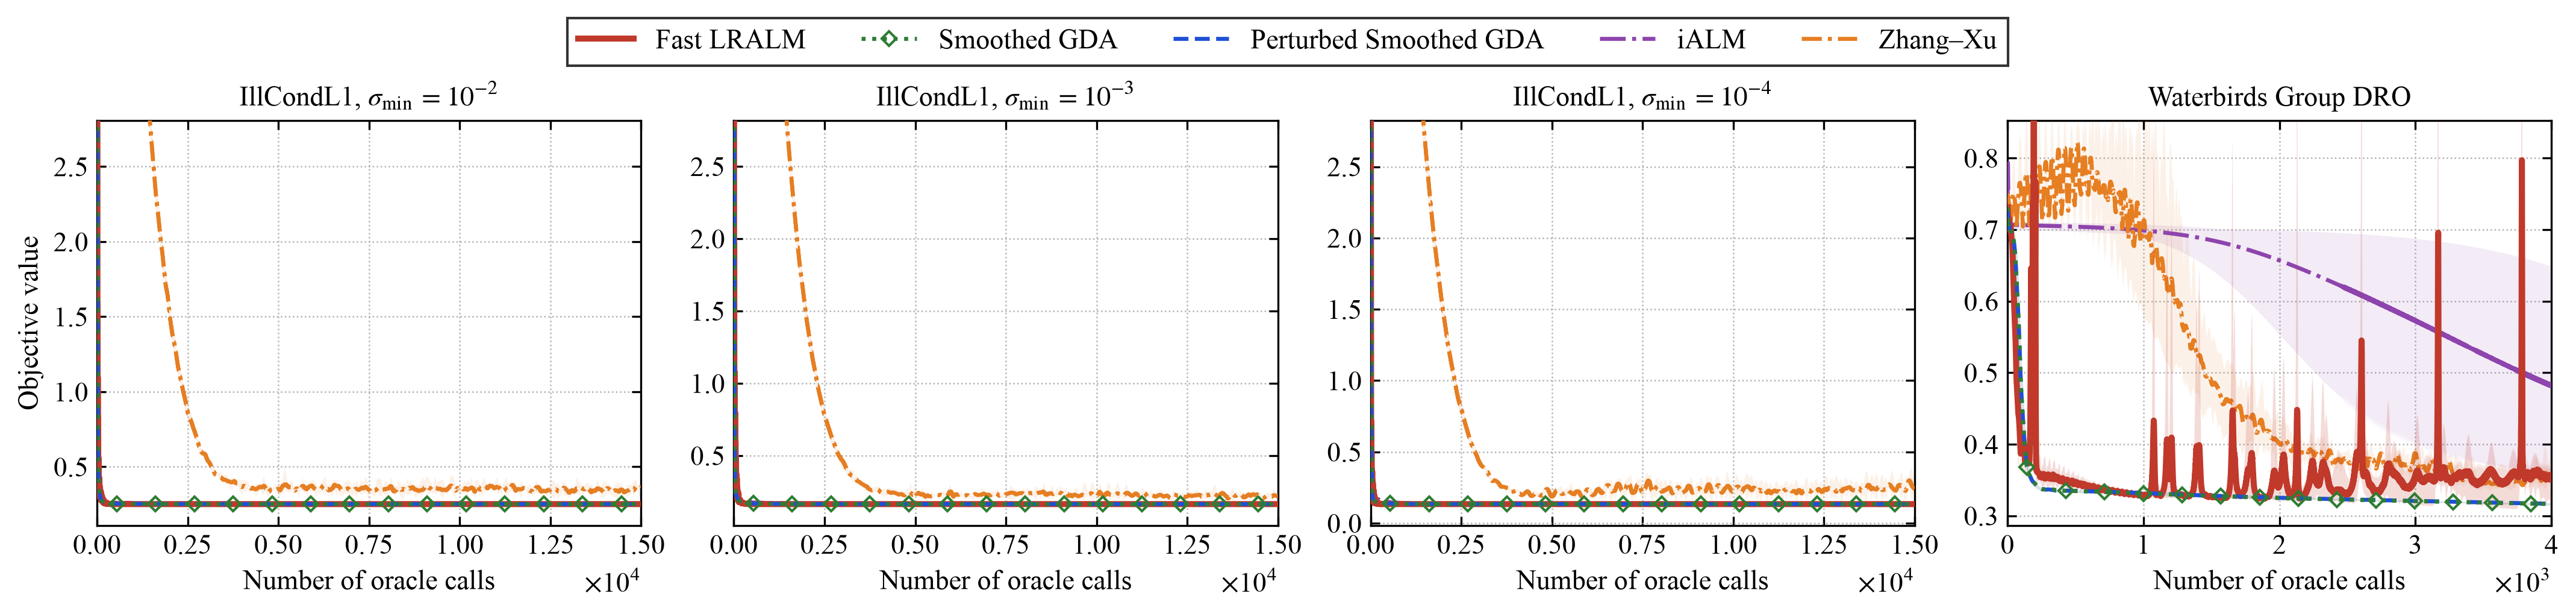 Fast LRALM Smoothed GDA Perturbed Smoothed GDA iALM Zhang–Xu
IllCondL1, σmin = 10−2
Objective value
2.5
2.0
1.5
1.0
0.5
0.00 0.25 0.50 0.75 1.00 1.25 1.50
Number of oracle calls ×104
IllCondL1, σmin = 10−3
2.5
2.0
1.5
1.0
0.5
0.00 0.25 0.50 0.75 1.00 1.25 1.50
Number of oracle calls ×104
IllCondL1, σmin = 10−4
2.5
2.0
1.5
1.0
0.5
0.0
0.00 0.25 0.50 0.75 1.00 1.25 1.50
Number of oracle calls ×104
Waterbirds Group DRO
0.8
0.7
0.6
0.5
0.4
0.3
0 1 2 3 4
Number of oracle calls ×103